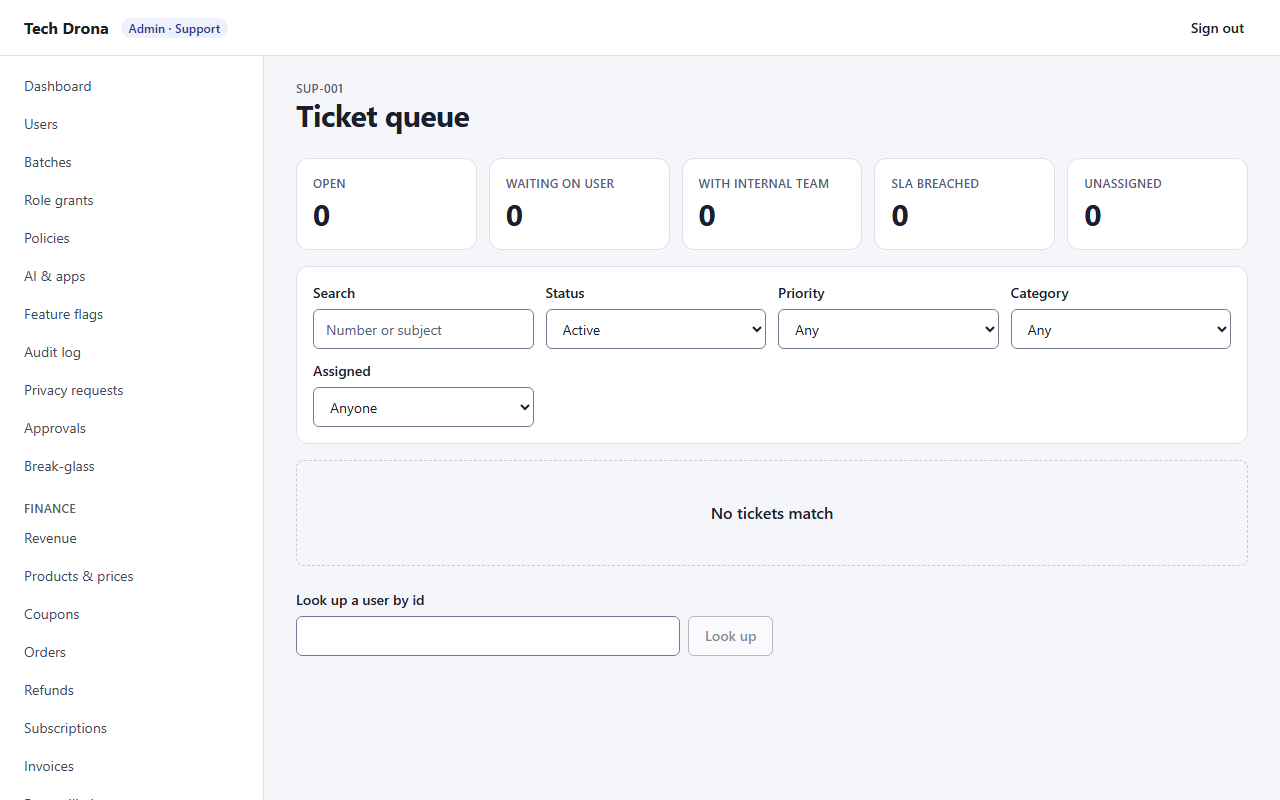 Tech Drona
Admin · Support
Sign out
Dashboard
Users
Batches
Role grants
Policies
AI & apps
Feature flags
Audit log
Privacy requests
Approvals
Break-glass
FINANCE
Revenue
Products & prices
Coupons
Orders
Refunds
Subscriptions
Invoices
SUP-001
Ticket queue
OPEN
0
WAITING ON USER
0
WITH INTERNAL TEAM
0
SLA BREACHED
0
UNASSIGNED
0
Search
Number or subject
Status
Active
Priority
Any
Category
Any
Assigned
Anyone
No tickets match
Look up a user by id
Look up